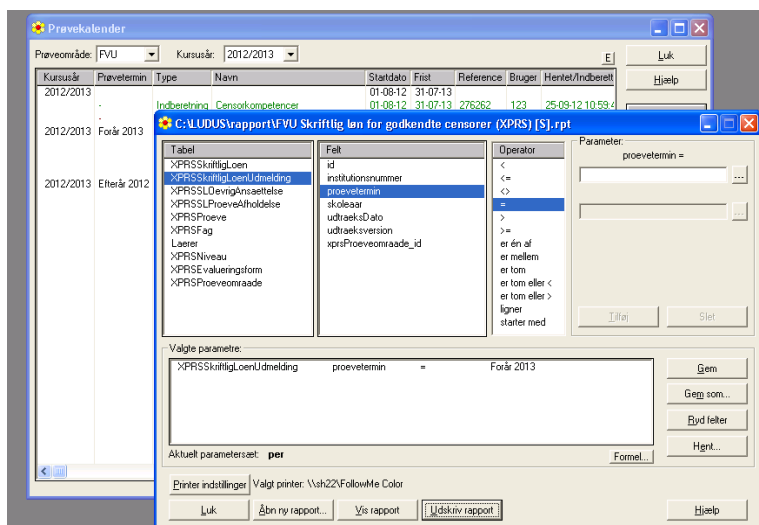 Prøvekalender
Prøveområde: FVU Kursusår: 2012/2013 E Luk
Hjælp
Kursusår Prøvetermin Type Navn Startdato Frist Reference Bruger Hentet/Indberett
2012/2013 01-08-12 31-07-13
. Indberetning Censorkompetencer 01-08-12 31-07-13 276262 123 25-09-12 10:59:4
.
2012/2013 Forår 2013
2012/2013 Efterår 2012
C:\LUDUS\rapport\FVU Skriftlig løn for godkendte censorer (XPRS) [S].rpt
Tabel
XPRSSkriftligLoen
XPRSSkriftligLoenUdmelding
XPRSSLOevrigAnsaettelse
XPRSSLProeveAfholdelse
XPRSProeve
XPRSFag
Laerer
XPRSNiveau
XPRSEvalueringsform
XPRSProeveomraade
Felt
id
institutionsnummer
proevetermin
skoleaar
udtraeksDato
udtraeksversion
xprsProeveomraade_id
Operator
<
<=
<>
=
>
>=
er én af
er mellem
er tom
er tom eller <
er tom eller >
ligner
starter med
Parameter:
proevetermin =
...
...
Tilføj Slet
Valgte parametre:
XPRSSkriftligLoenUdmelding proevetermin = Forår 2013
Gem
Gem som...
Ryd felter
Hent...
Aktuelt parametersæt: per Formel...
Printer indstillinger Valgt printer: \\sh22\FollowMe Color
Luk Åbn ny rapport... Vis rapport Udskriv rapport Hjælp